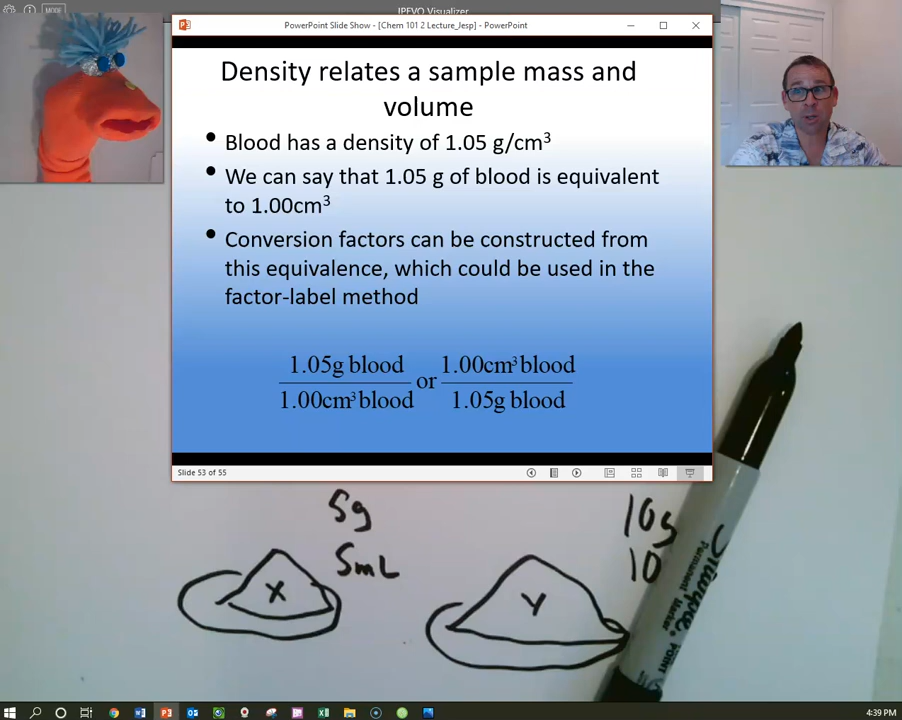 IPEVO Visualizer
MODE
PowerPoint Slide Show - [Chem 101 2 Lecture_Jesp] - PowerPoint
Density relates a sample mass and
volume
• Blood has a density of 1.05 g/cm³
• We can say that 1.05 g of blood is equivalent
to 1.00cm³
• Conversion factors can be constructed from
this equivalence, which could be used in the
factor-label method
1.05g blood
1.00cm³ blood
or
1.00cm³ blood
1.05g blood
Slide 53 of 55
5g
5mL
X
10g
10
Y
Sharpie
Permanent Marker
4:39 PM